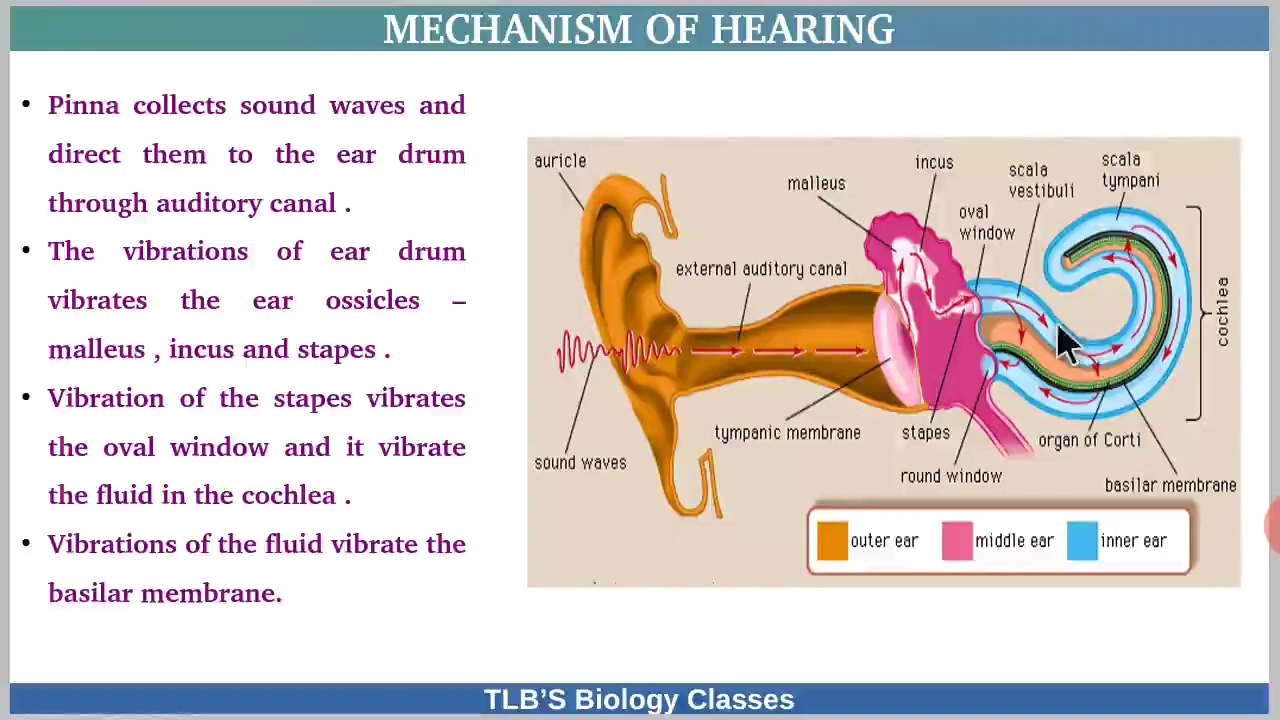 MECHANISM OF HEARING
• Pinna collects sound waves and
direct them to the ear drum
through auditory canal .
• The vibrations of ear drum
vibrates the ear ossicles –
malleus , incus and stapes .
• Vibration of the stapes vibrates
the oval window and it vibrate
the fluid in the cochlea .
• Vibrations of the fluid vibrate the
basilar membrane.
auricle
malleus
incus
scala
vestibuli
scala
tympani
oval
window
external auditory canal
cochlea
tympanic membrane
stapes
organ of Corti
sound waves
round window
basilar membrane
outer ear
middle ear
inner ear
TLB'S Biology Classes